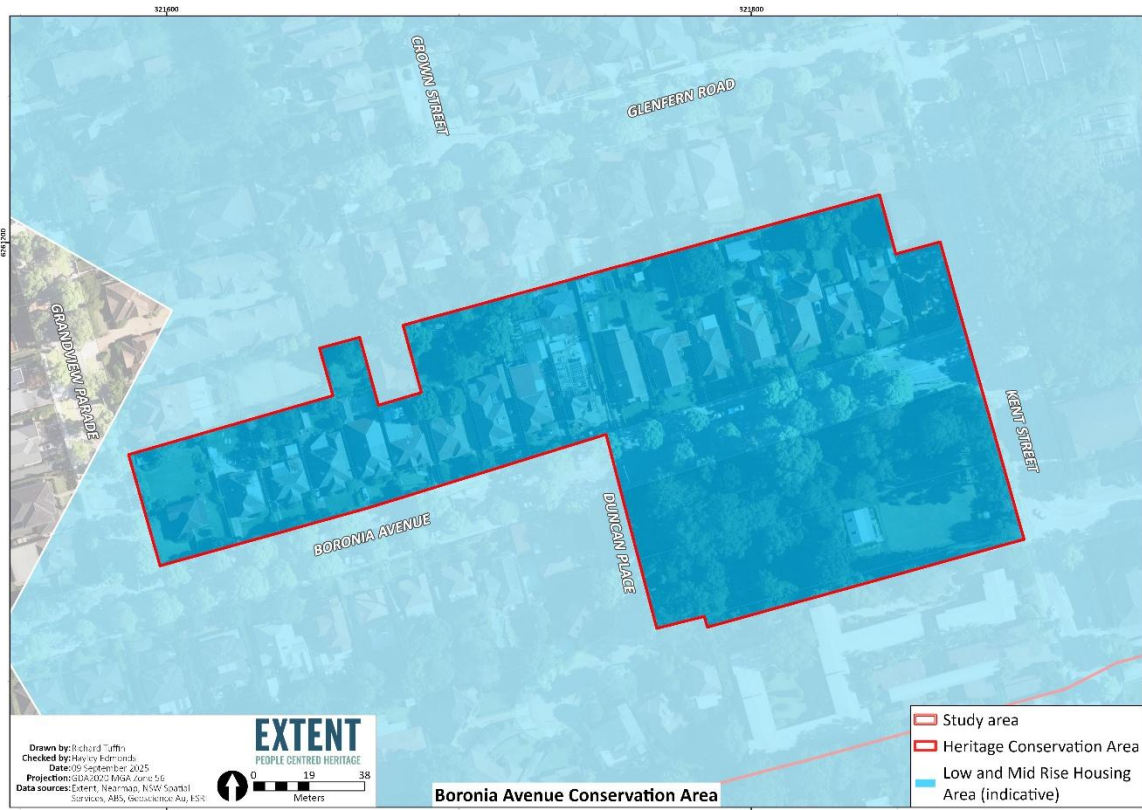 321600
321800
6261200
CROWN STREET
GLENFERN ROAD
GRANDVIEW PARADE
KENT STREET
BORONIA AVENUE
DUNCAN PLACE
Drawn by: Richard Tuffin
Checked by: Hayley Edmonds
Date: 09 September 2025
Projection: GDA2020 MGA Zone 56
Data sources: Extent, Nearmap, NSW Spatial
Services, ABS, Geoscience Au, ESRI
EXTENT
PEOPLE CENTRED HERITAGE
0 19 38
Meters
Boronia Avenue Conservation Area
Study area
Heritage Conservation Area
Low and Mid Rise Housing
Area (indicative)